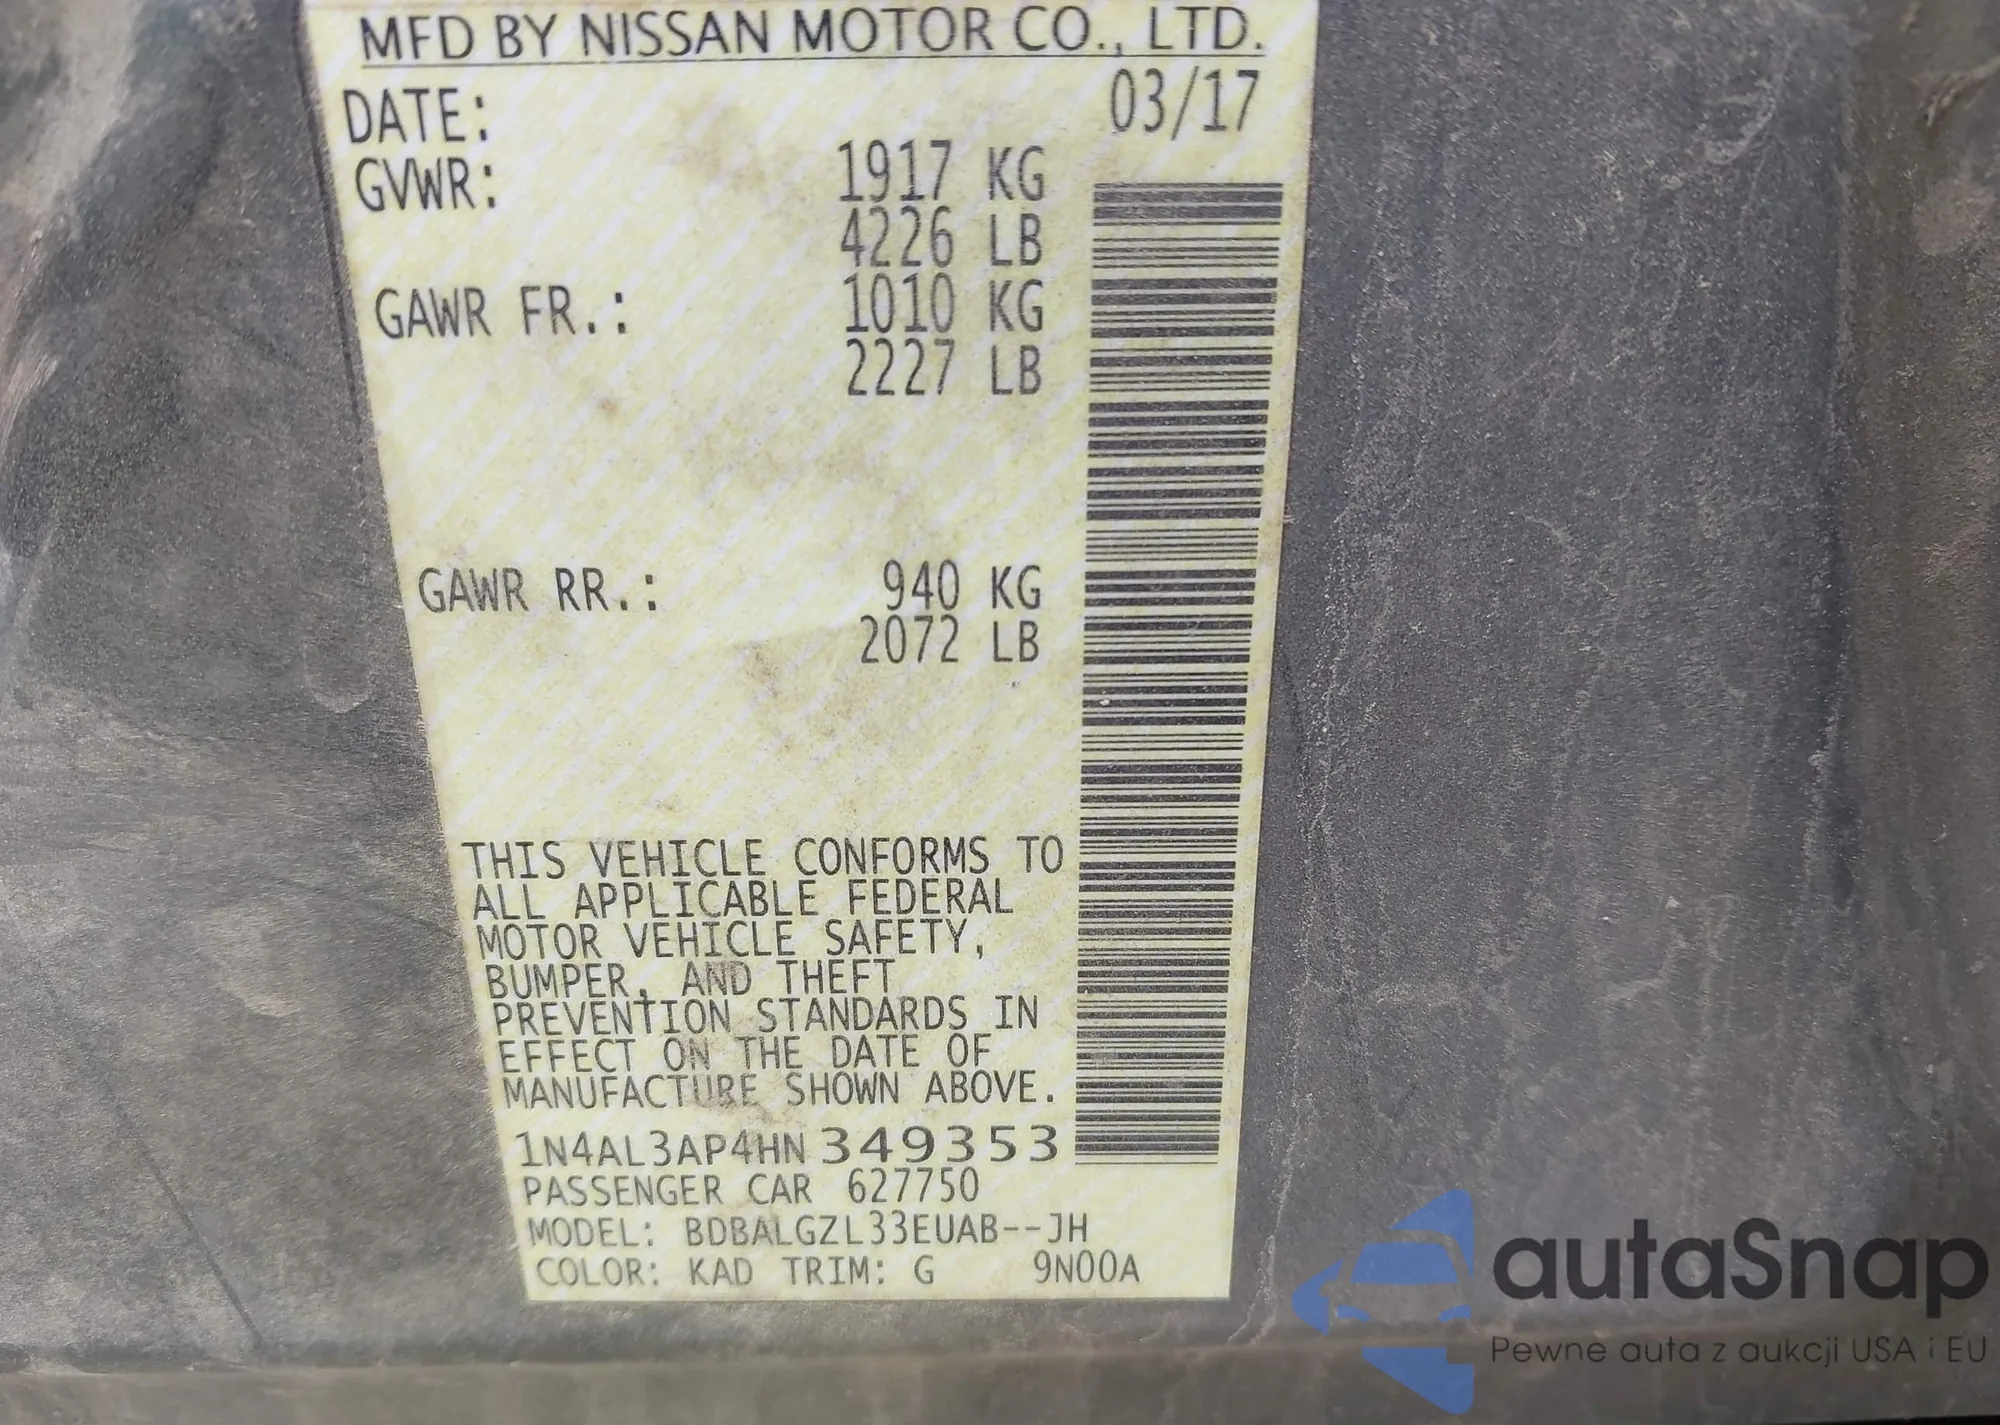 MFD BY NISSAN MOTOR CO., LTD.
DATE: 03/17
GVWR: 1917 KG
4226 LB
GAWR FR.: 1010 KG
2227 LB
GAWR RR.: 940 KG
2072 LB
THIS VEHICLE CONFORMS TO
ALL APPLICABLE FEDERAL
MOTOR VEHICLE SAFETY,
BUMPER, AND THEFT
PREVENTION STANDARDS IN
EFFECT ON THE DATE OF
MANUFACTURE SHOWN ABOVE.
1N4AL3AP4HN349353
PASSENGER CAR 627750
MODEL: BDBALGZL33EUAB--JH
COLOR: KAD TRIM: G 9N00A
autaSnap
Pewne auta z aukcji USA i EU